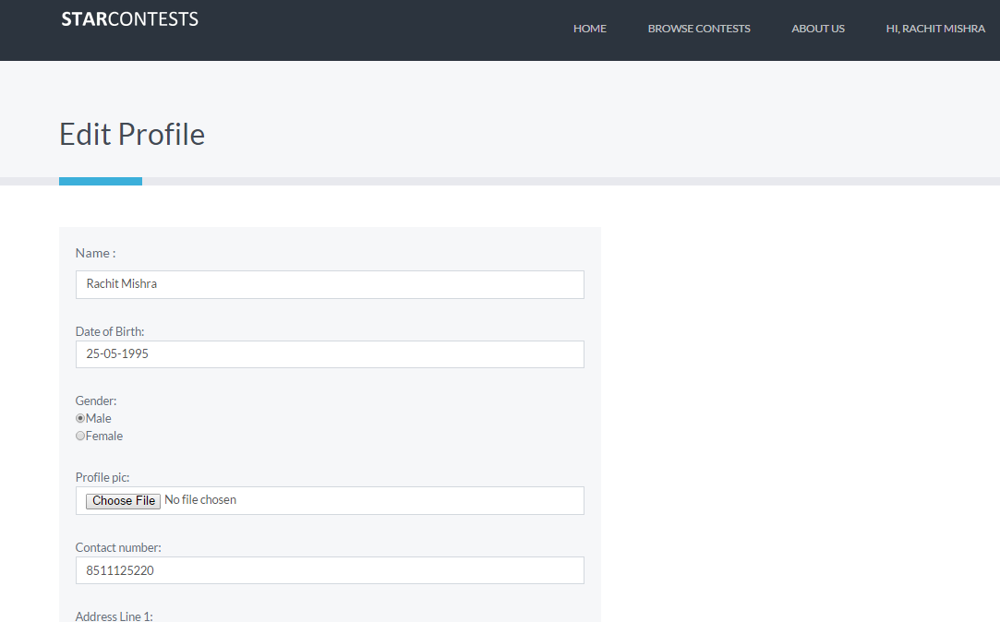 STARCONTESTS
HOME BROWSE CONTESTS ABOUT US HI, RACHIT MISHRA
Edit Profile
Name :
Rachit Mishra
Date of Birth:
25-05-1995
Gender:
Male
Female
Profile pic:
Choose File No file chosen
Contact number:
8511125220
Address Line 1: